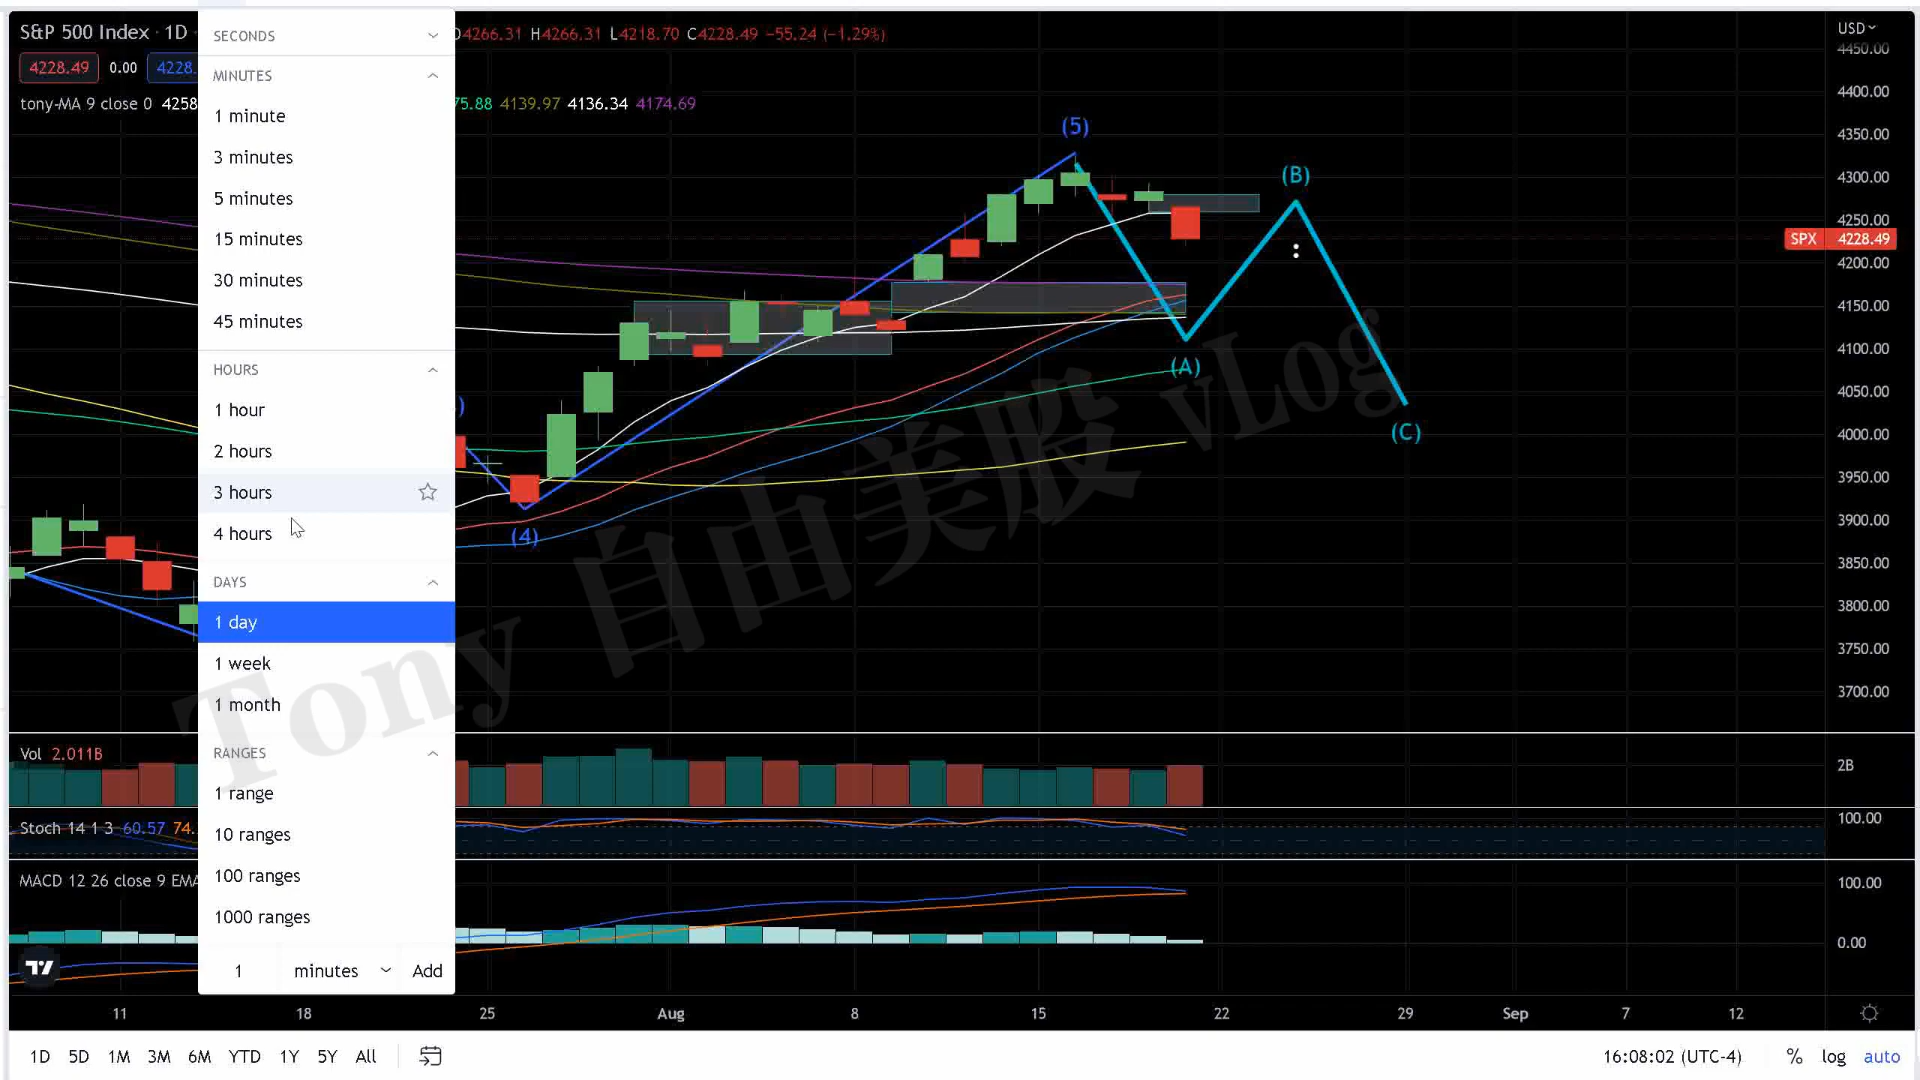 S&P 500 Index · 1D
O4266.31 H4266.31 L4218.70 C4228.49 −55.24 (−1.29%)
4228.49 0.00 4228.
tony-MA 9 close 0 4258
75.88 4139.97 4136.34 4174.69
SECONDS
MINUTES
1 minute
3 minutes
5 minutes
15 minutes
30 minutes
45 minutes
HOURS
1 hour
2 hours
3 hours
4 hours
DAYS
1 day
1 week
1 month
RANGES
1 range
10 ranges
100 ranges
1000 ranges
1 minutes Add
(5)
(B)
(A)
(C)
(4)
Tony 自由美股 vLog
USD
4450.00
4400.00
4350.00
4300.00
4250.00
SPX 4228.49
4200.00
4150.00
4100.00
4050.00
4000.00
3950.00
3900.00
3850.00
3800.00
3750.00
3700.00
Vol 2.011B
2B
Stoch 14 1 3 60.57 74.
100.00
MACD 12 26 close 9 EMA
100.00
0.00
11 18 25 Aug 8 15 22 29 Sep 7 12
1D 5D 1M 3M 6M YTD 1Y 5Y All
16:08:02 (UTC-4) % log auto